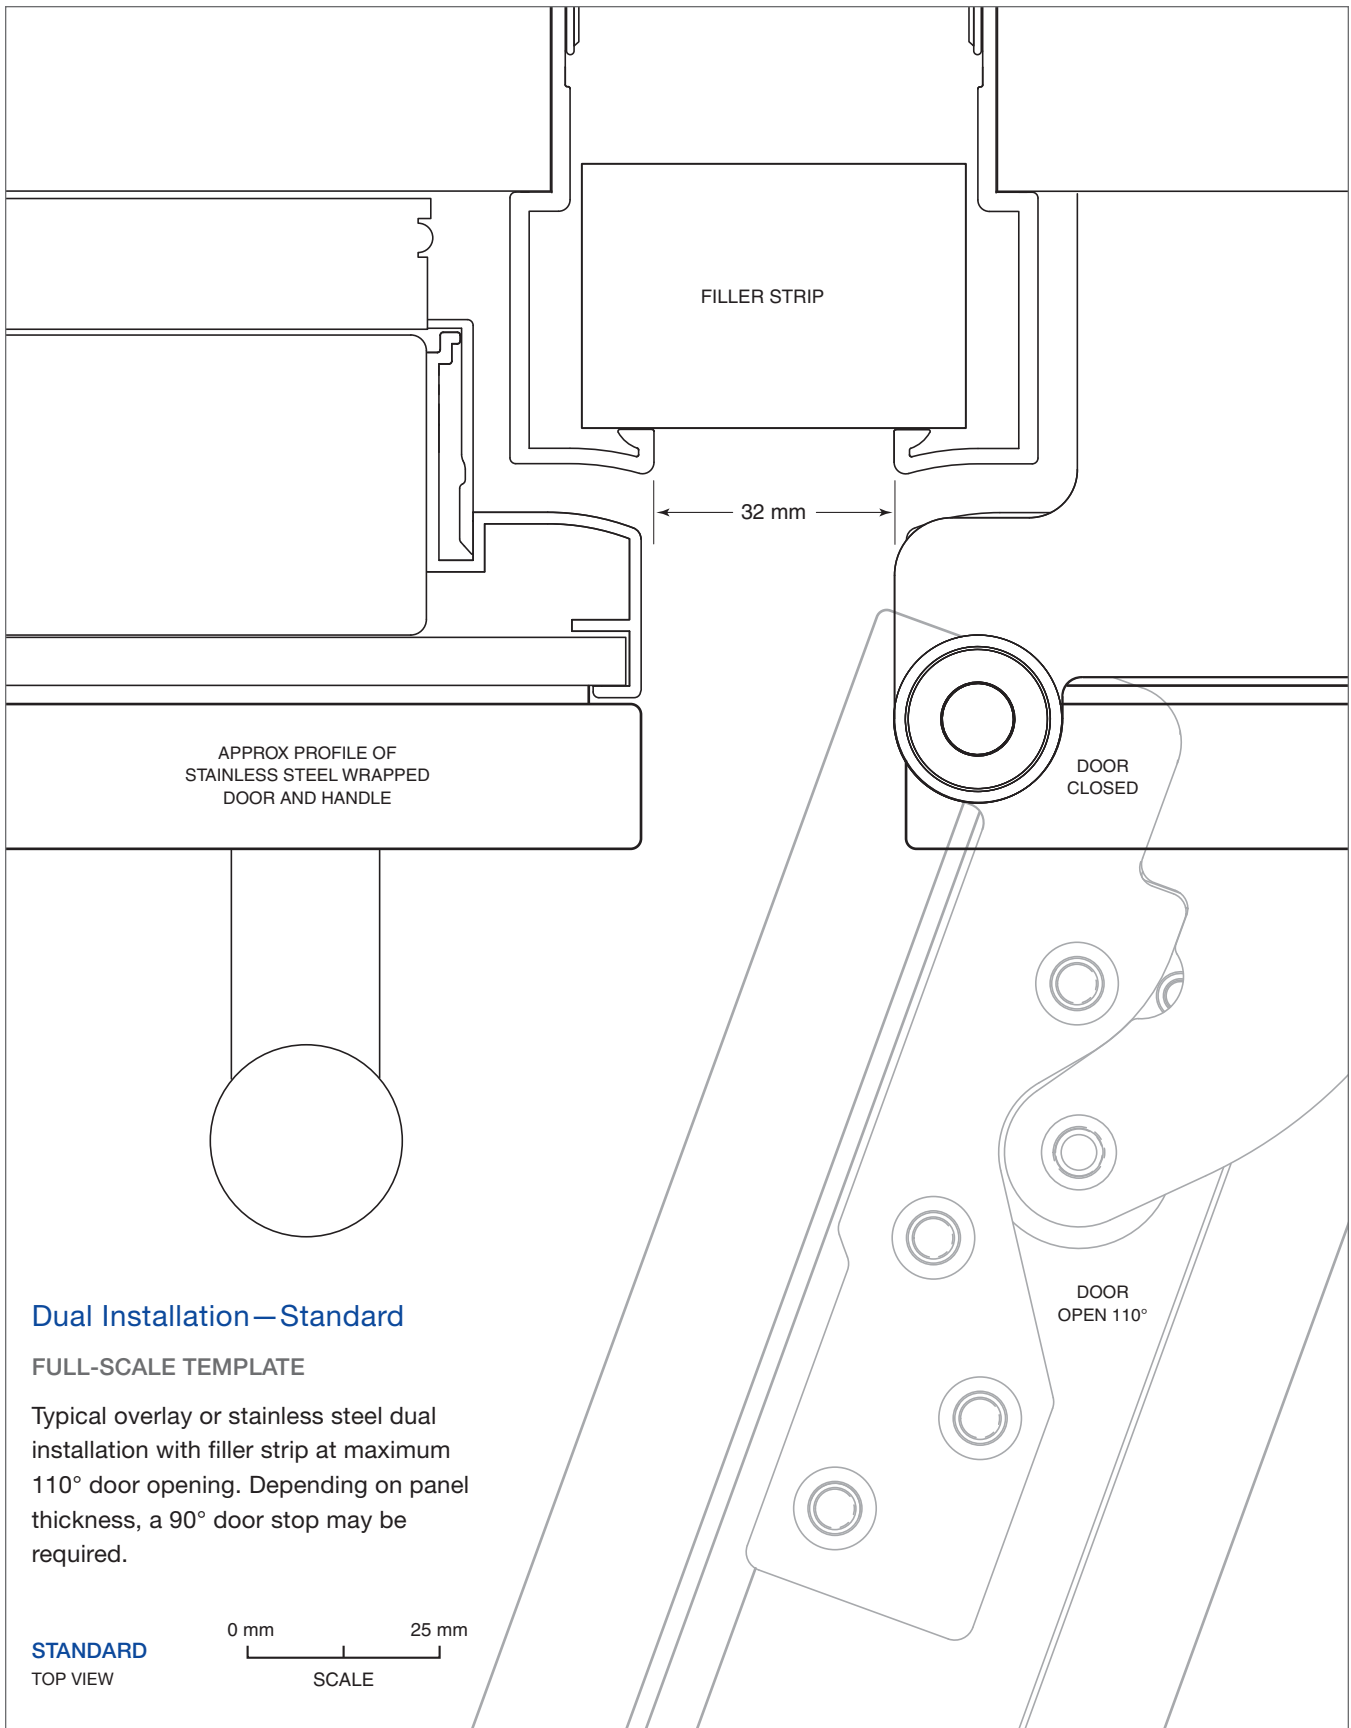 FILLER STRIP
32 mm
APPROX PROFILE OF
STAINLESS STEEL WRAPPED
DOOR AND HANDLE
DOOR
CLOSED
DOOR
OPEN 110°
Dual Installation—Standard
FULL-SCALE TEMPLATE
Typical overlay or stainless steel dual
installation with filler strip at maximum
110° door opening. Depending on panel
thickness, a 90° door stop may be
required.
0 mm 25 mm
STANDARD
SCALE
TOP VIEW